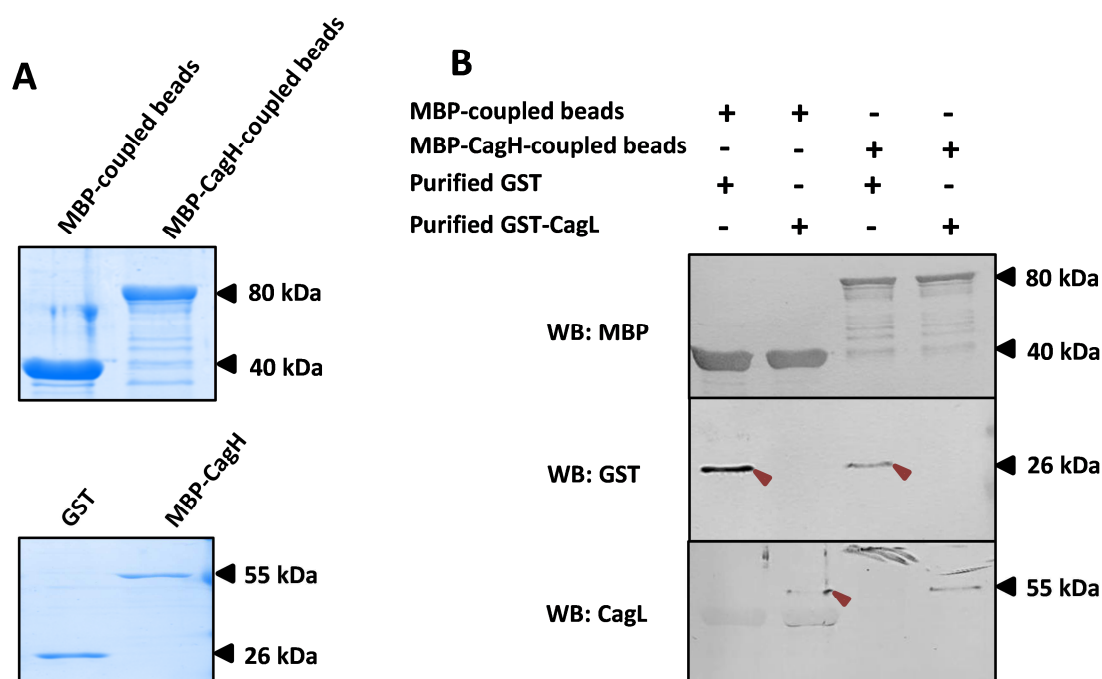 A
MBP-coupled beads
MBP-CagH-coupled beads
80 kDa
40 kDa
GST
MBP-CagH
55 kDa
26 kDa
B
MBP-coupled beads + + - -
MBP-CagH-coupled beads - - + +
Purified GST + - + -
Purified GST-CagL - + - +
WB: MBP
80 kDa
40 kDa
WB: GST
26 kDa
WB: CagL
55 kDa